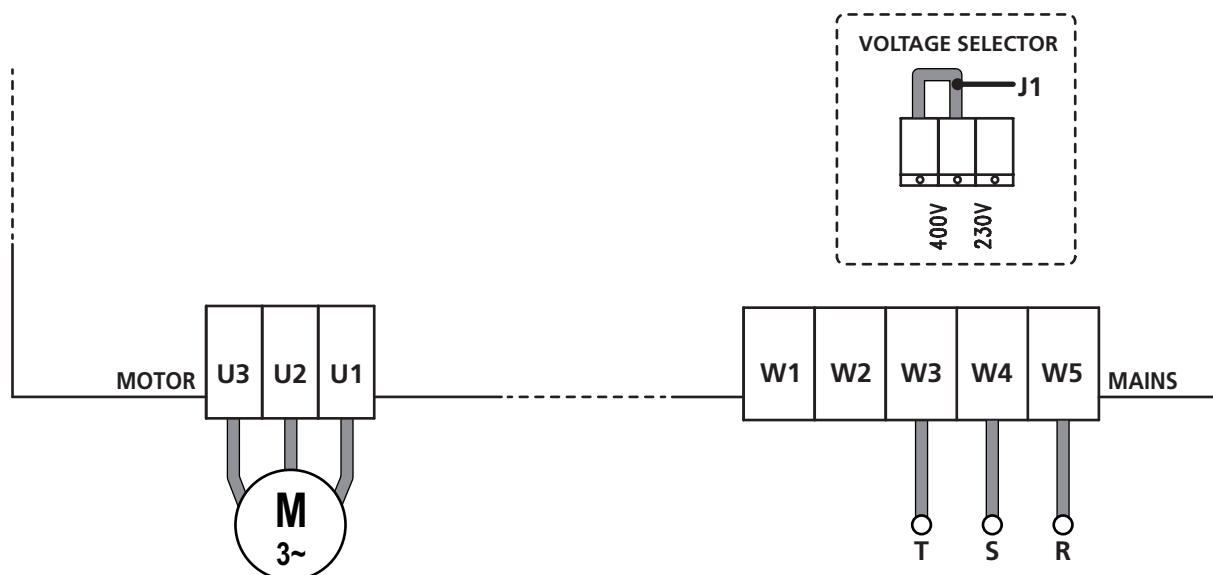 VOLTAGE SELECTOR
J1
400V 230V
MOTOR U3 U2 U1
W1 W2 W3 W4 W5 MAINS
M
3~
T S R